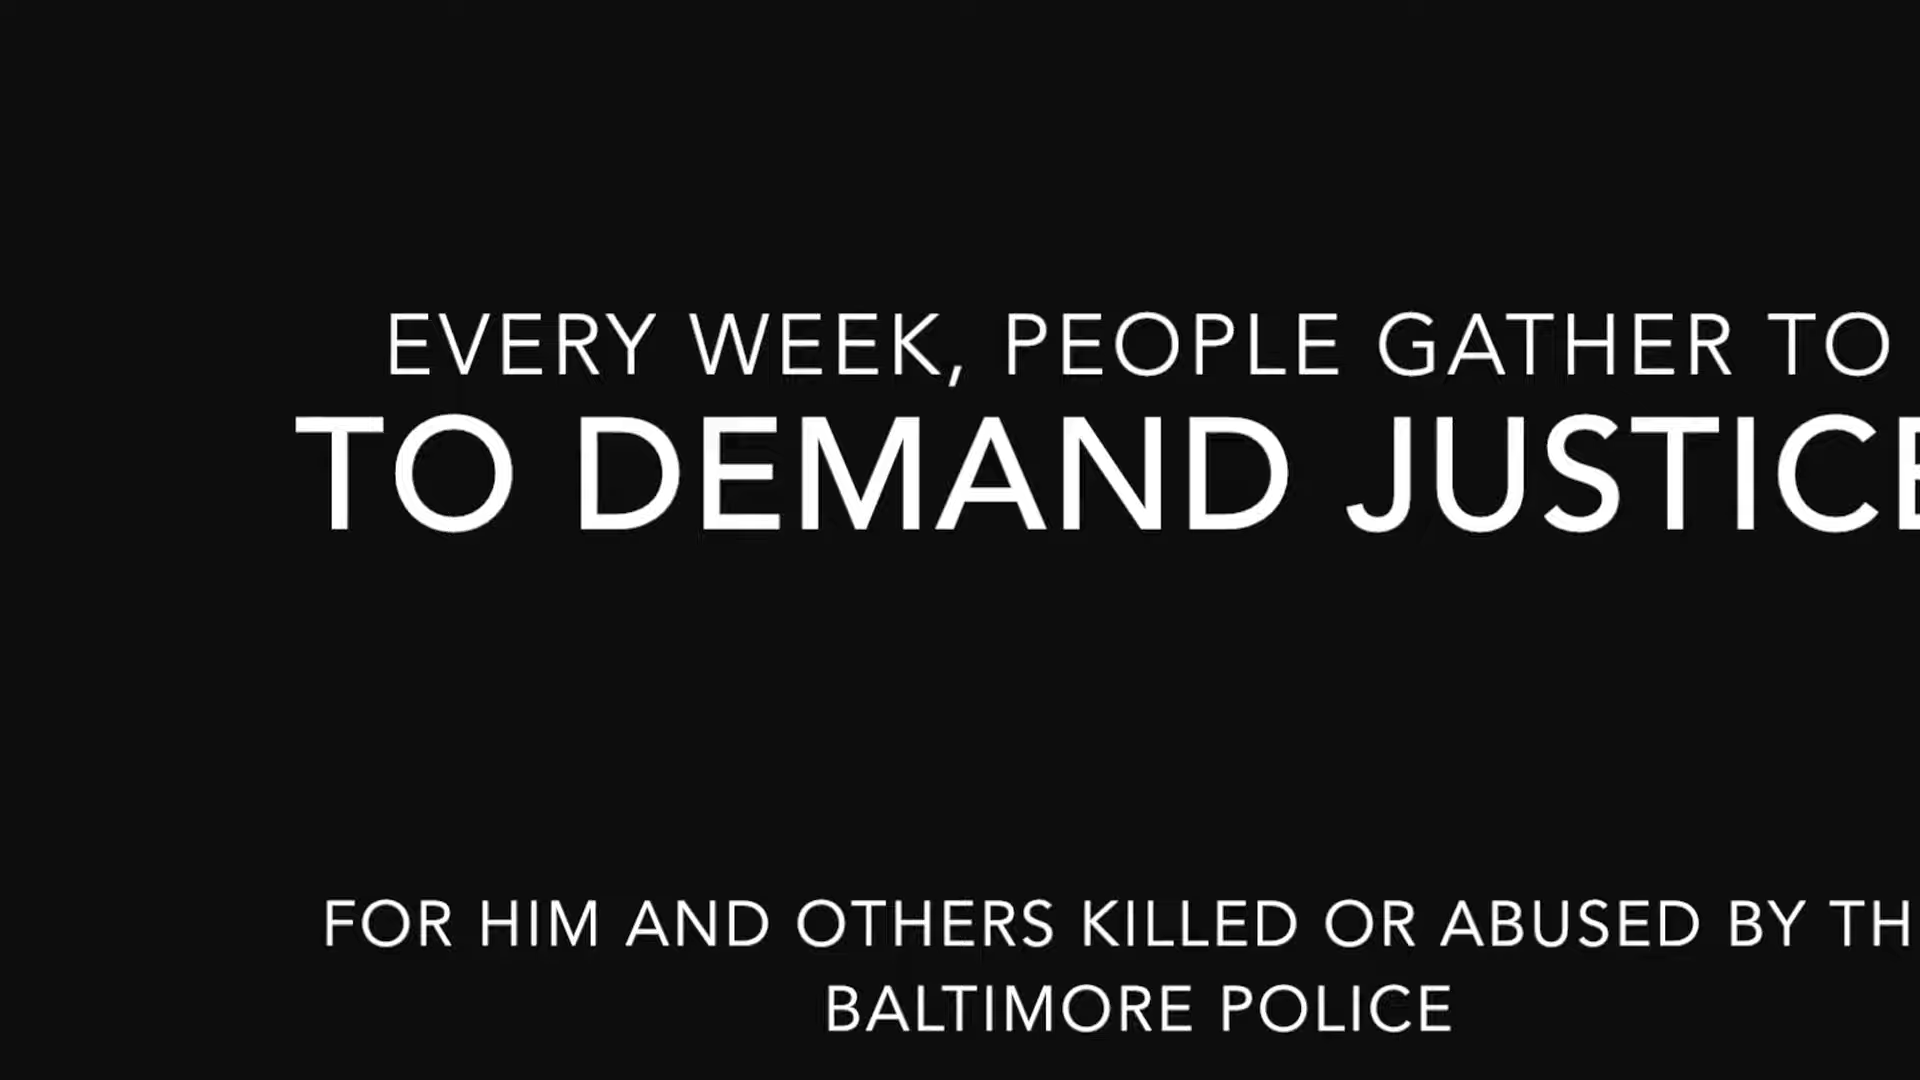 EVERY WEEK, PEOPLE GATHER TO
TO DEMAND JUSTICE
FOR HIM AND OTHERS KILLED OR ABUSED BY TH
BALTIMORE POLICE